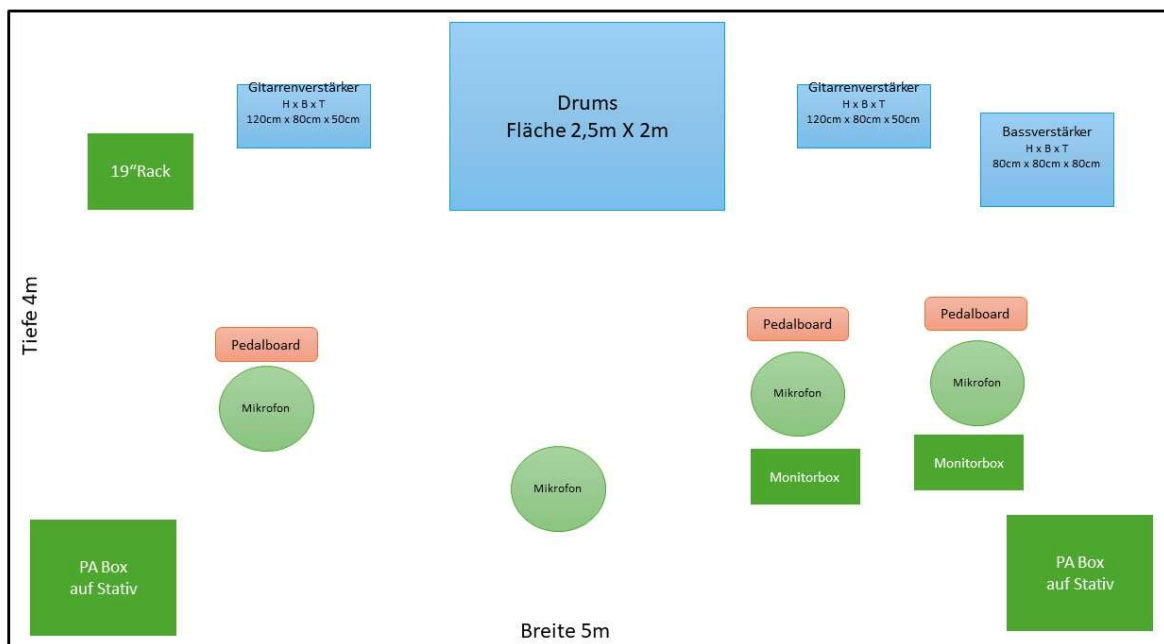 Gitarrenverstärker
H x B x T
120cm x 80cm x 50cm
Drums
Fläche 2,5m X 2m
Gitarrenverstärker
H x B x T
120cm x 80cm x 50cm
Bassverstärker
H x B x T
80cm x 80cm x 80cm
19“Rack
Tiefe 4m
Pedalboard
Mikrofon
Mikrofon
Pedalboard
Mikrofon
Monitorbox
Pedalboard
Mikrofon
Monitorbox
PA Box
auf Stativ
PA Box
auf Stativ
Breite 5m